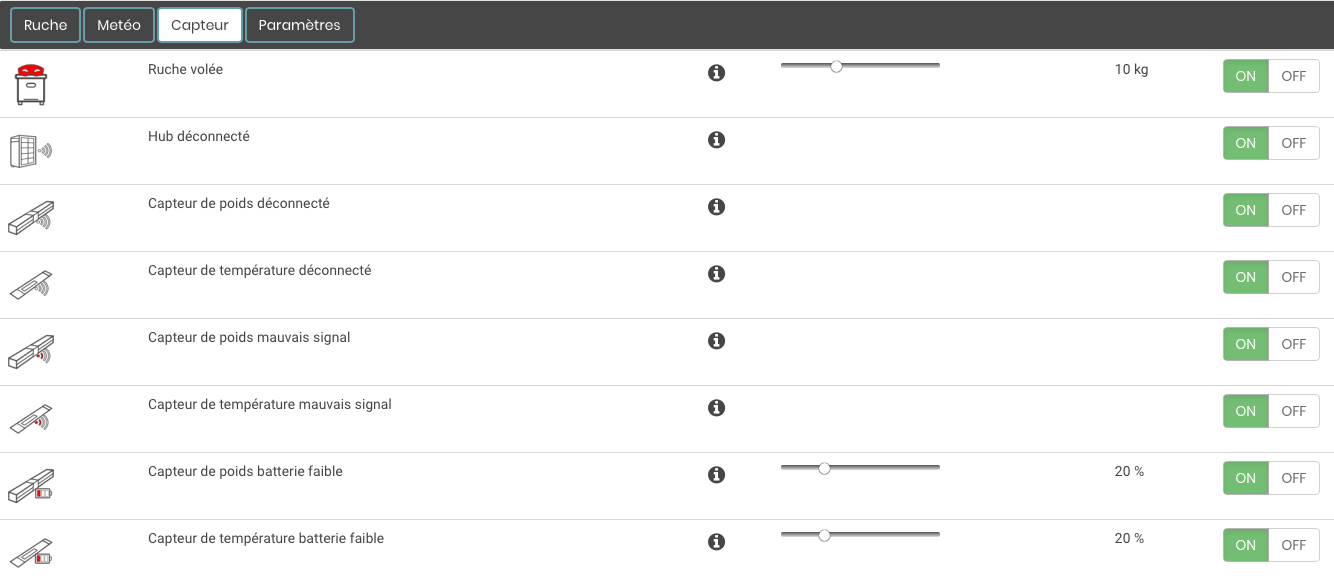 Ruche Metéo Capteur Paramètres
Ruche volée 10 kg ON OFF
Hub déconnecté ON OFF
Capteur de poids déconnecté ON OFF
Capteur de température déconnecté ON OFF
Capteur de poids mauvais signal ON OFF
Capteur de température mauvais signal ON OFF
Capteur de poids batterie faible 20 % ON OFF
Capteur de température batterie faible 20 % ON OFF